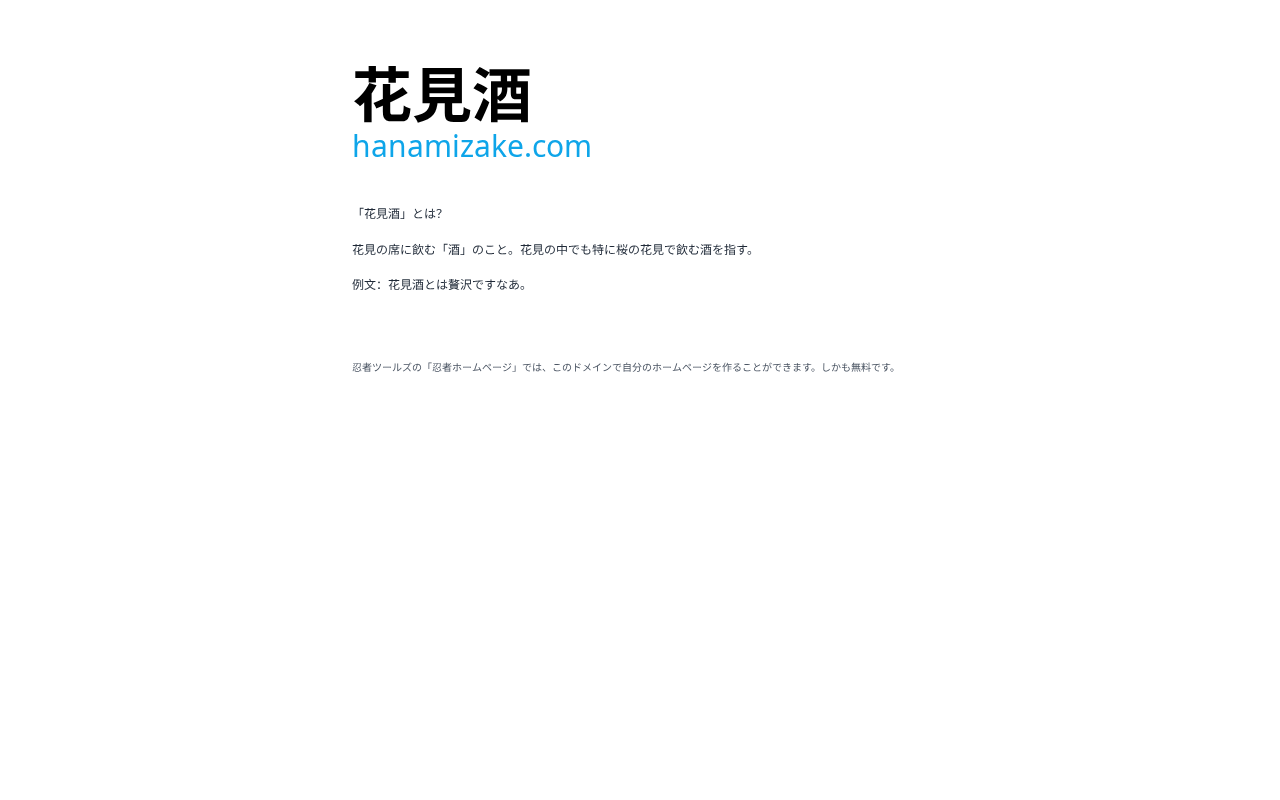 花見酒
hanamizake.com
「花見酒」とは?
花見の席に飲む「酒」のこと。花見の中でも特に桜の花見で飲む酒を指す。
例文：花見酒とは贅沢ですなあ。
忍者ツールズの「忍者ホームページ」では、このドメインで自分のホームページを作ることができます。しかも無料です。